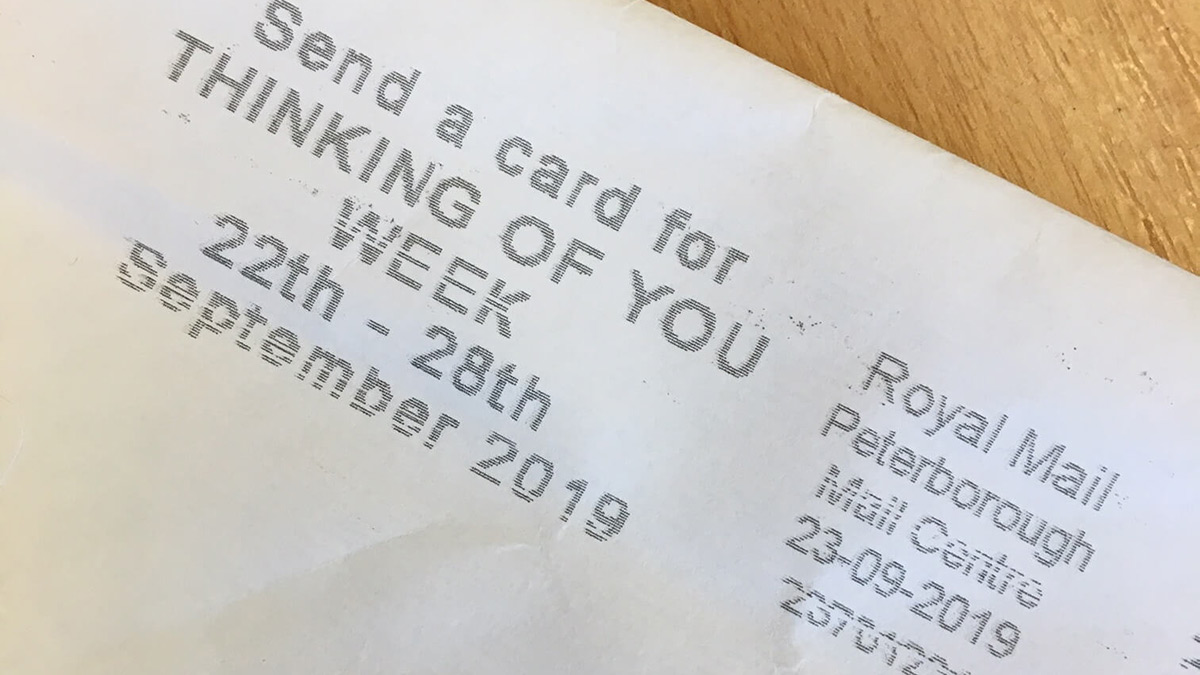 Send a card for
THINKING OF YOU
WEEK
22th - 28th
September 2019
Royal Mail
Peterborough
Mail Centre
23-09-2019